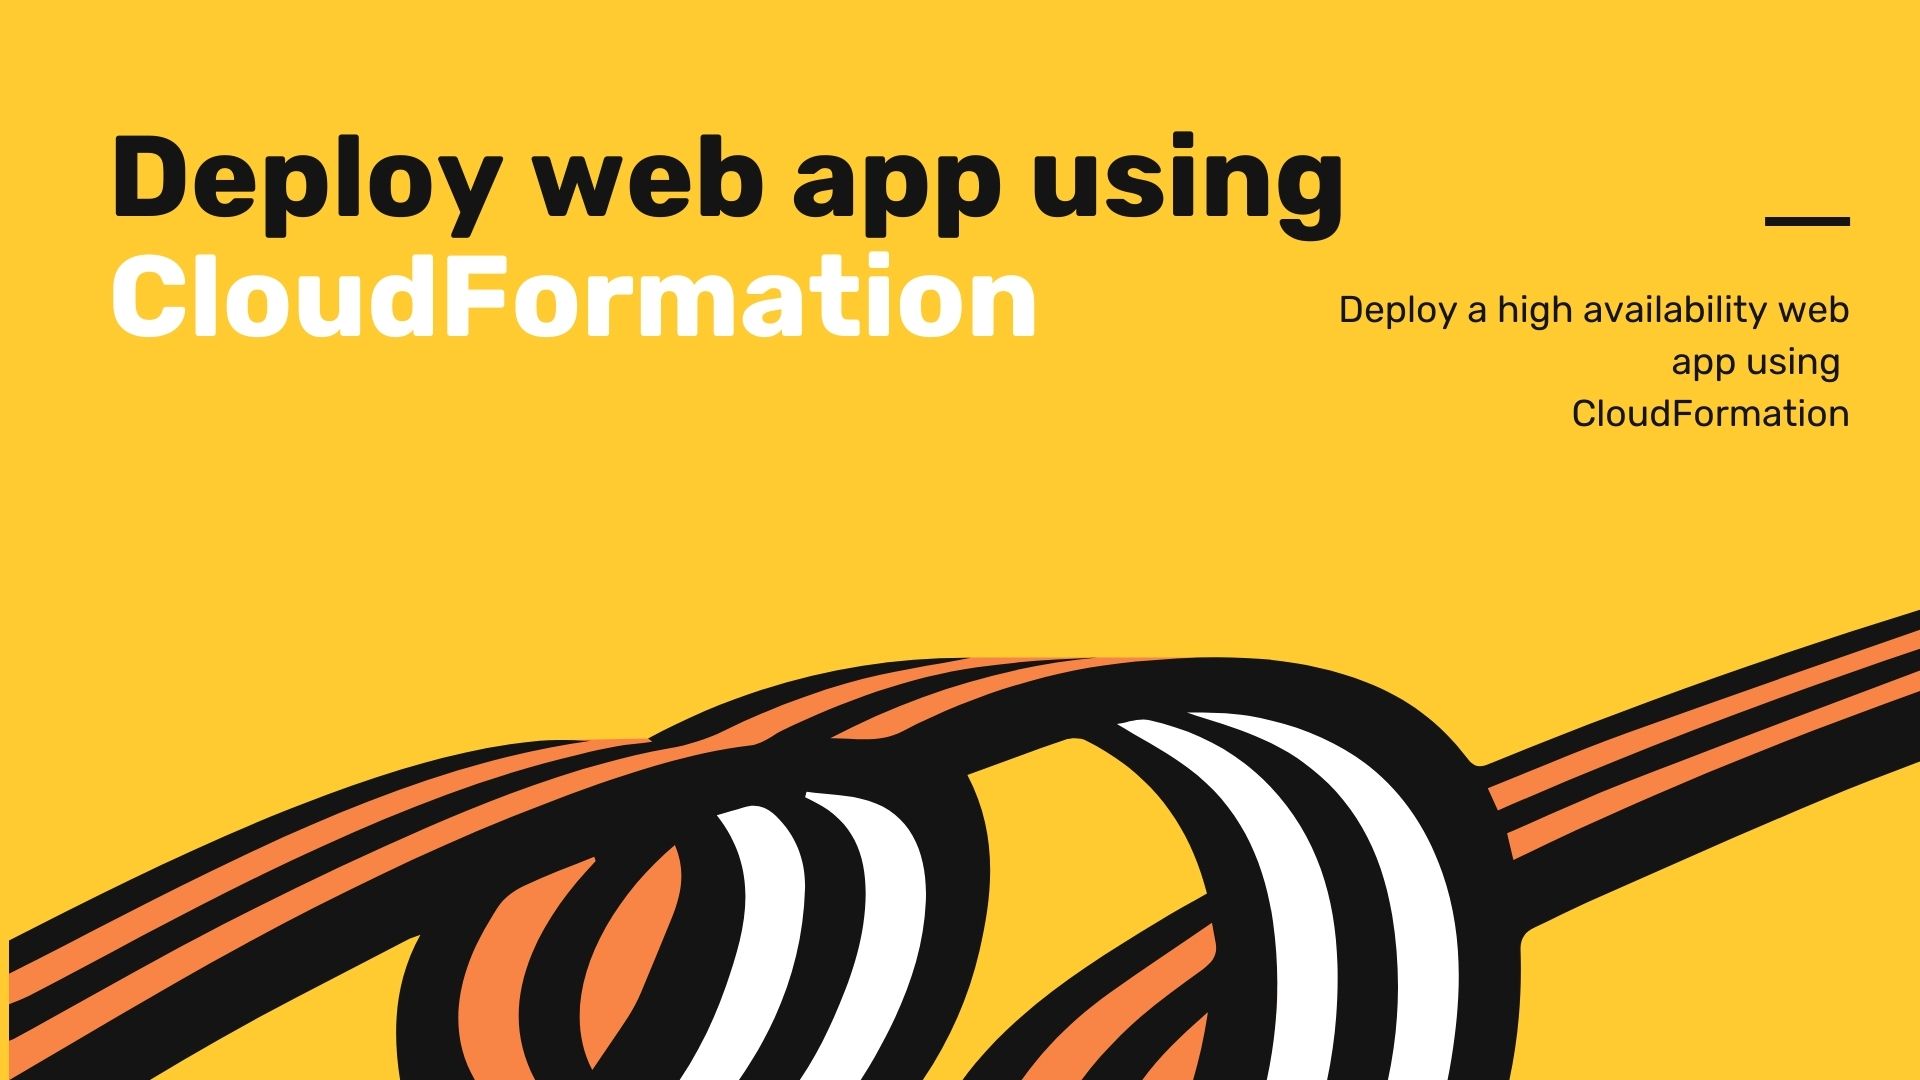 Deploy web app using
CloudFormation
Deploy a high availability web
app using
CloudFormation